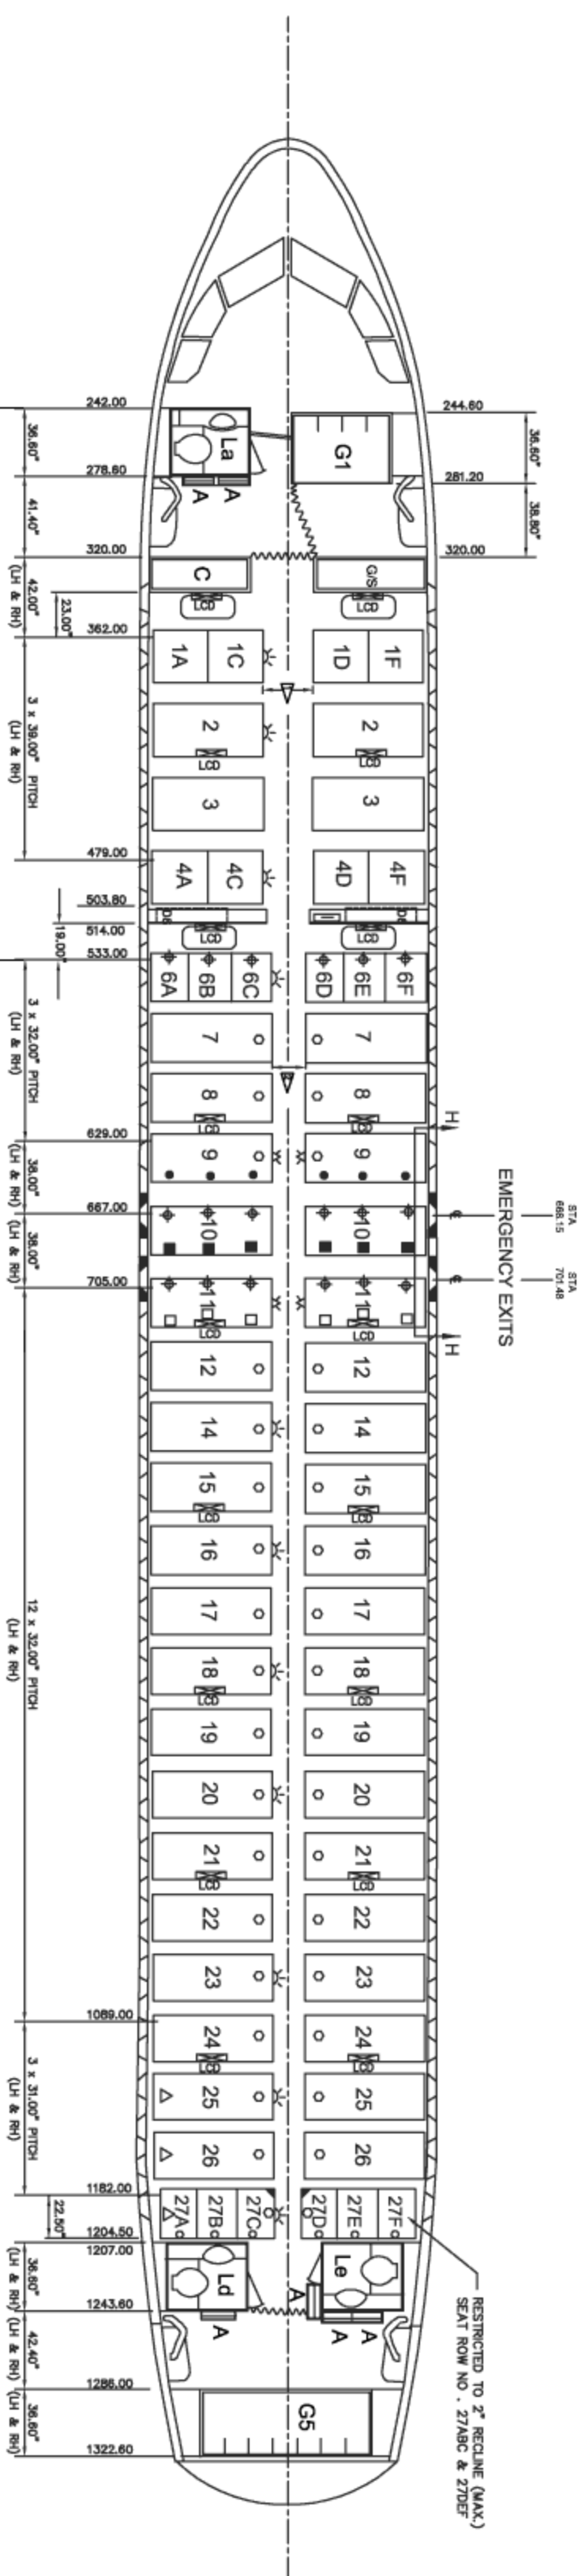 242.00
244.60
36.60"
36.60"
La
G1
278.60
281.20
A A
41.40"
38.80"
320.00
320.00
C
G/S
42.00"
(LH & RH)
23.00"
LCD
LCD
362.00
1A 1C 1D 1F
3 x 39.00" PITCH
(LH & RH)
2 2
LCD LCD
3 3
479.00
4A 4C 4D 4F
503.80
514.00
19.00"
LCD LCD
533.00
6A 6B 6C 6D 6E 6F
3 x 32.00" PITCH
(LH & RH)
7 7
8 8
LCD LCD
H
629.00
9 9
38.00"
(LH & RH)
EMERGENCY EXITS
STA
668.15
STA
701.48
667.00
10 10
38.00"
(LH & RH)
705.00
11 11
LCD LCD
H
12 12
14 14
15 15
LCD LCD
16 16
12 x 32.00" PITCH
(LH & RH)
17 17
18 18
LCD LCD
19 19
20 20
21 21
LCD LCD
22 22
23 23
1089.00
24 24
LCD LCD
3 x 31.00" PITCH
(LH & RH)
25 25
26 26
1182.00
27A 27B 27C 27D 27E 27F
22.50"
1204.50
1207.00
RESTRICTED TO 2" RECLINE (MAX.)
SEAT ROW NO . 27ABC & 27DEF
Ld
Le
36.60"
(LH & RH)
A
1243.60
A
A A
42.40"
(LH & RH)
1286.00
G5
36.60"
(LH & RH)
1322.60